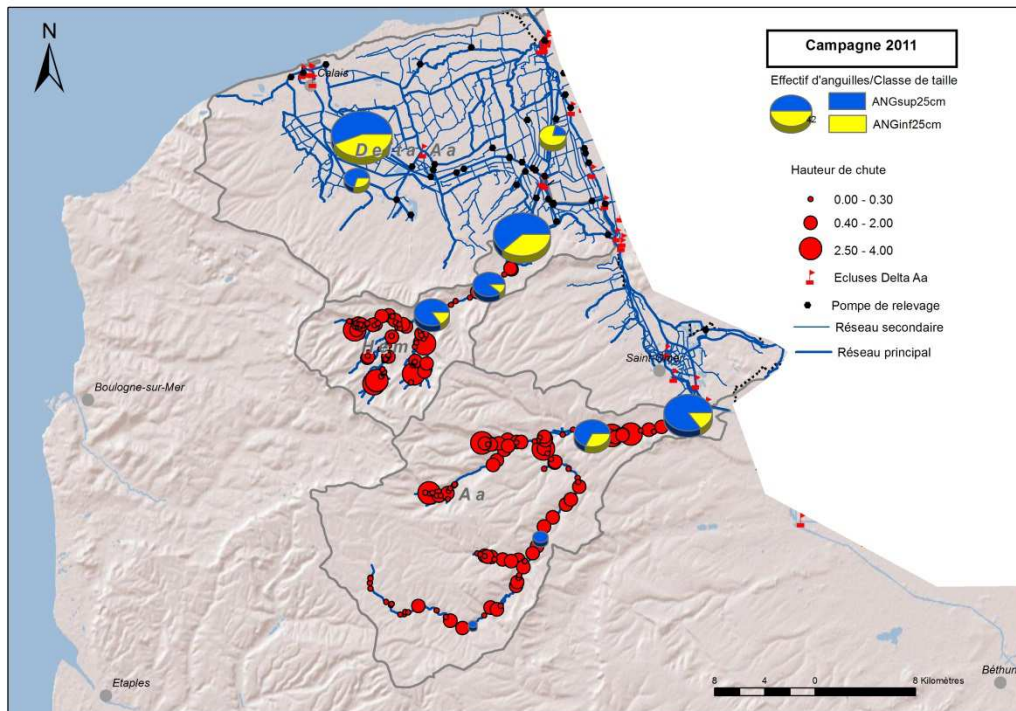 N
Campagne 2011
Effectif d'anguilles/Classe de taille
42
ANGsup25cm
ANGinf25cm
Hauteur de chute
0.00 - 0.30
0.40 - 2.00
2.50 - 4.00
Ecluses Delta Aa
Pompe de relevage
Réseau secondaire
Réseau principal
Calais
Delta Aa
Hem
Saint-Omer
Boulogne-sur-Mer
Aa
Etaples
Béthun
8 4 0 8 Kilomètres